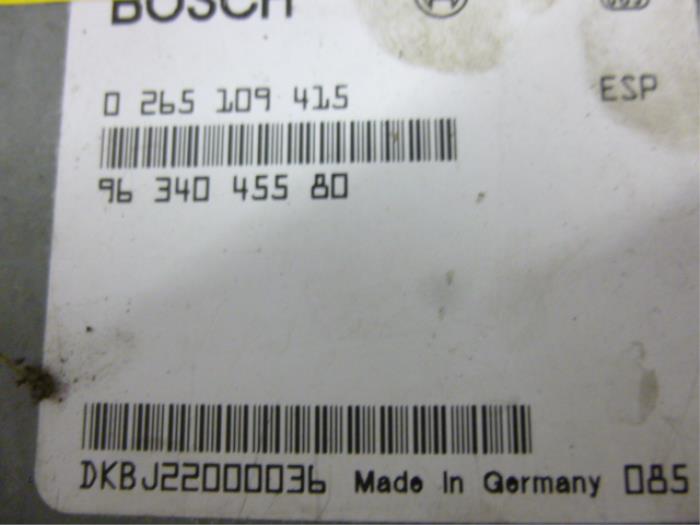 BOSCH
0 265 109 415
ESP
96 340 455 80
DKBJ22000036 Made In Germany 085